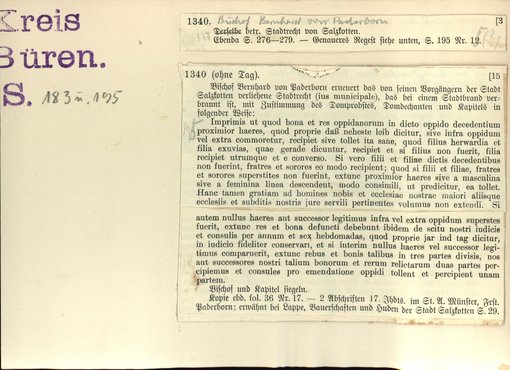 Kreis
Büren.
S. 183 u. 195
1340. Bischof Bernhard von Paderborn [3
Derselbe betr. Stadtrecht von Salzkotten.
Ebenda S. 276—279. — Genaueres Regest siehe unten, S. 195 Nr. 12.
1340 (ohne Tag). [15
Bischof Bernhard von Paderborn erneuert das von seinen Vorgängern der Stadt
Salzkotten verliehene Stadtrecht (ius municipale), das bei einem Stadtbrand ver-
brannt ist, mit Zustimmung des Domprobstes, Domdechanten und Kapitels in
folgender Weise:
Imprimis ut quod bona et res oppidanorum in dicto oppido decedentium
proximior haeres, quod proprie daß neheste leib dicitur, sive infra oppidum
vel extra commoretur, recipiet sive tollet ita sane, quod filius herwardia et
filia exuvias, quae gerade dicuntur, recipiet et si filius non fuerit, filia
recipiet utrumque et e converso. Si vero filii et filiae dictis decedentibus
non fuerint, fratres et sorores eo modo recipient; quod si filii et filiae, fratres
et sorores superstites non fuerint, extunc proximior haeres sive a masculina
sive a feminina linea descendent, modo consimili, ut predicitur, ea tollet.
Hanc tamen gratiam ad homines nobis et ecclesiae nostrae maiori aliisque
ecclesiis et subditis nostris jure servili pertinentes volumus non extendi. Si
autem nullus haeres aut successor legitimus infra vel extra oppidum superstes
fuerit, extunc res et bona defuncti debebunt ibidem de scitu nostri iudicis
et consulis per annum et sex hebdomadas, quod proprie jar ind tag dicitur,
in iudicio fideliter conservari, et si interim nullus haeres vel successor legi-
timus comparuerit, extunc rebus et bonis talibus in tres partes divisis, nos
aut successores nostri talium bonorum et rerum relictarum duas partes per-
cipiemus et consules pro emendatione oppidi tollent et percipient unam
partem.
Bischof und Kapitel siegeln.
Kopie ebd. fol. 36 Nr. 17. — 2 Abschriften 17. Jhdts. im St. A. Münster, Frst.
Paderborn; erwähnt bei Lappe, Bauerschaften und Huden der Stadt Salzkotten S. 29.